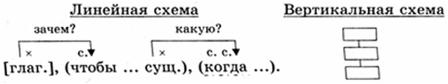 Линейная схема Вертикальная схема
зачем? какую?
× с. × с. с.
[глаг.], (чтобы ... сущ.), (когда ...).